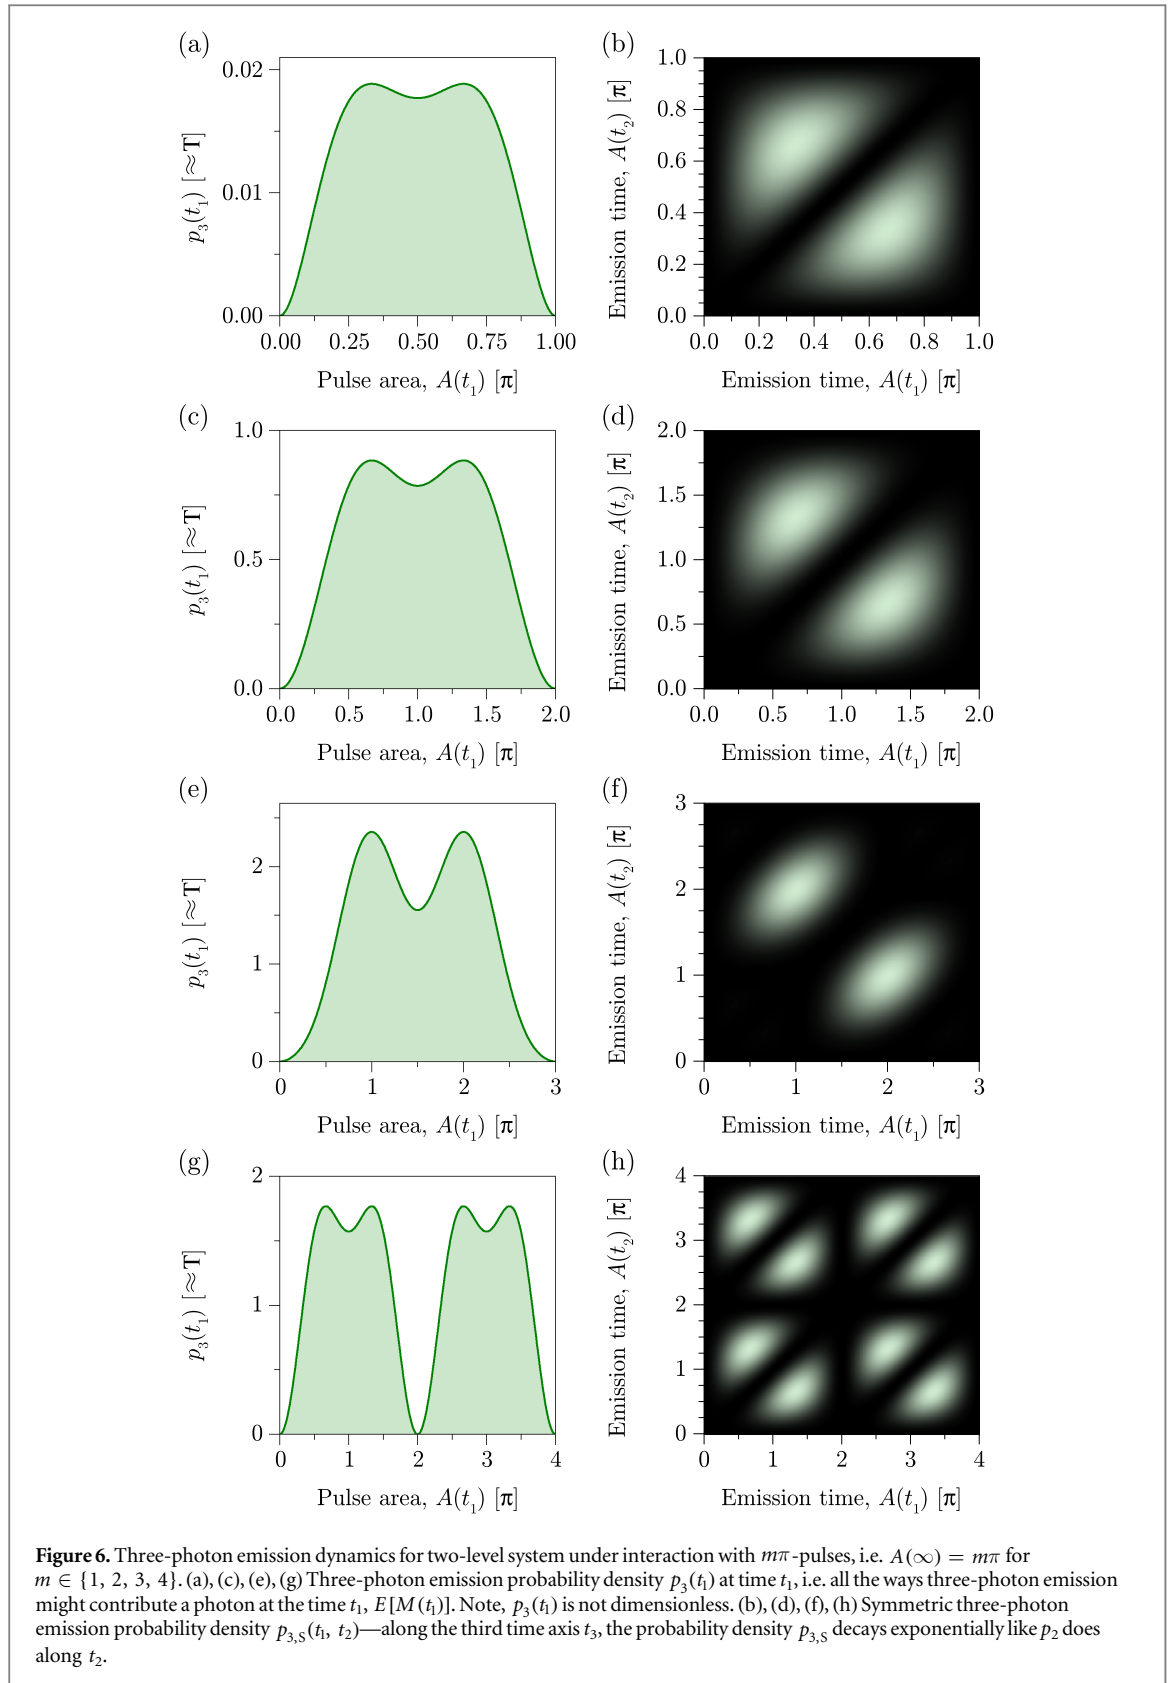 (a)
0.02
0.01
0.00
p₃(t₁) [≈T]
0.00 0.25 0.50 0.75 1.00
Pulse area, A(t₁) [π]
(b)
1.0
0.8
0.6
0.4
0.2
0.0
Emission time, A(t₂) [π]
0.0 0.2 0.4 0.6 0.8 1.0
Emission time, A(t₁) [π]
(c)
1.0
0.5
0.0
p₃(t₁) [≈T]
0.0 0.5 1.0 1.5 2.0
Pulse area, A(t₁) [π]
(d)
2.0
1.5
1.0
0.5
0.0
Emission time, A(t₂) [π]
0.0 0.5 1.0 1.5 2.0
Emission time, A(t₁) [π]
(e)
2
1
0
p₃(t₁) [≈T]
0 1 2 3
Pulse area, A(t₁) [π]
(f)
3
2
1
0
Emission time, A(t₂) [π]
0 1 2 3
Emission time, A(t₁) [π]
(g)
2
1
0
p₃(t₁) [≈T]
0 1 2 3 4
Pulse area, A(t₁) [π]
(h)
4
3
2
1
0
Emission time, A(t₂) [π]
0 1 2 3 4
Emission time, A(t₁) [π]
Figure 6. Three-photon emission dynamics for two-level system under interaction with mπ-pulses, i.e. A(∞) = mπ for
m ∈ {1, 2, 3, 4}. (a), (c), (e), (g) Three-photon emission probability density p₃(t₁) at time t₁, i.e. all the ways three-photon emission
might contribute a photon at the time t₁, E[M(t₁)]. Note, p₃(t₁) is not dimensionless. (b), (d), (f), (h) Symmetric three-photon
emission probability density p₃,S(t₁, t₂)—along the third time axis t₃, the probability density p₃,S decays exponentially like p₂ does
along t₂.